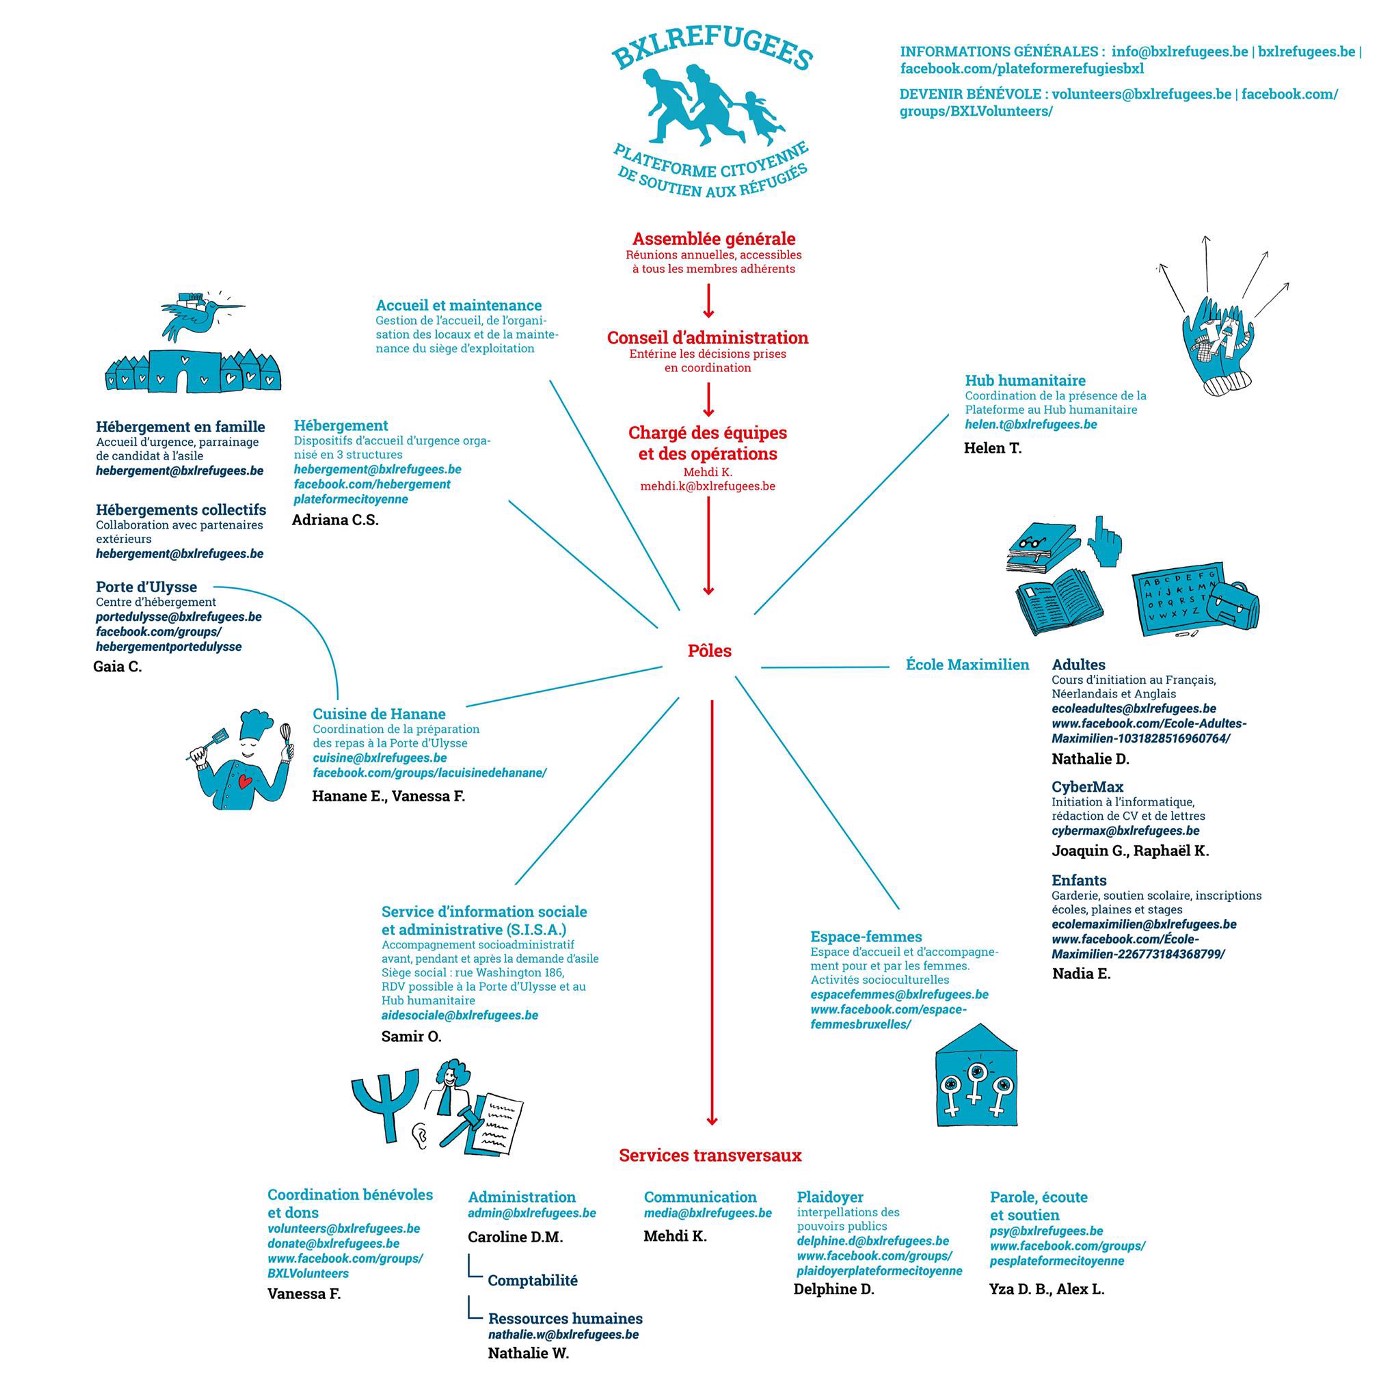 BXLREFUGEES
PLATEFORME CITOYENNE
DE SOUTIEN AUX RÉFUGIÉS
INFORMATIONS GÉNÉRALES : info@bxlrefugees.be | bxlrefugees.be |
facebook.com/plateformerefugiesbxl
DEVENIR BÉNÉVOLE : volunteers@bxlrefugees.be | facebook.com/
groups/BXLVolunteers/
Assemblée générale
Réunions annuelles, accessibles
à tous les membres adhérents
Conseil d'administration
Entérine les décisions prises
en coordination
Chargé des équipes
et des opérations
Mehdi K.
mehdi.k@bxlrefugees.be
Accueil et maintenance
Gestion de l'accueil, de l'organi-
sation des locaux et de la mainte-
nance du siège d'exploitation
Hébergement en famille
Accueil d'urgence, parrainage
de candidat à l'asile
hebergement@bxlrefugees.be
Hébergements collectifs
Collaboration avec partenaires
extérieurs
hebergement@bxlrefugees.be
Porte d'Ulysse
Centre d'hébergement
portedulysse@bxlrefugees.be
facebook.com/groups/
hebergementportedulysse
Gaia C.
Hébergement
Dispositifs d'accueil d'urgence orga-
nisé en 3 structures
hebergement@bxlrefugees.be
facebook.com/hebergement
plateformecitoyenne
Adriana C.S.
Hub humanitaire
Coordination de la présence de la
Plateforme au Hub humanitaire
helen.t@bxlrefugees.be
Helen T.
ABCDEFG
HIJKLMN
OPQRST
VWXYZ
Pôles
École Maximilien
Adultes
Cours d'initiation au Français,
Néerlandais et Anglais
ecoleadultes@bxlrefugees.be
www.facebook.com/Ecole-Adultes-
Maximilien-1031828516960764/
Nathalie D.
CyberMax
Initiation à l'informatique,
rédaction de CV et de lettres
cybermax@bxlrefugees.be
Joaquin G., Raphaël K.
Enfants
Garderie, soutien scolaire, inscriptions
écoles, plaines et stages
ecolemaximilien@bxlrefugees.be
www.facebook.com/École-
Maximilien-226773184368799/
Nadia E.
Cuisine de Hanane
Coordination de la préparation
des repas à la Porte d'Ulysse
cuisine@bxlrefugees.be
facebook.com/groups/lacuisinedehanane/
Hanane E., Vanessa F.
Service d'information sociale
et administrative (S.I.S.A.)
Accompagnement socioadministratif
avant, pendant et après la demande d'asile
Siège social : rue Washington 186,
RDV possible à la Porte d'Ulysse et au
Hub humanitaire
aidesociale@bxlrefugees.be
Samir O.
Espace-femmes
Espace d'accueil et d'accompagne-
ment pour et par les femmes.
Activités socioculturelles
espacefemmes@bxlrefugees.be
www.facebook.com/espace-
femmesbruxelles/
Services transversaux
Coordination bénévoles
et dons
volunteers@bxlrefugees.be
donate@bxlrefugees.be
www.facebook.com/groups/
BXLVolunteers
Vanessa F.
Administration
admin@bxlrefugees.be
Caroline D.M.
Comptabilité
Ressources humaines
nathalie.w@bxlrefugees.be
Nathalie W.
Communication
media@bxlrefugees.be
Mehdi K.
Plaidoyer
interpellations des
pouvoirs publics
delphine.d@bxlrefugees.be
www.facebook.com/groups/
plaidoyerplateformecitoyenne
Delphine D.
Parole, écoute
et soutien
psy@bxlrefugees.be
www.facebook.com/groups/
pesplateformecitoyenne
Yza D. B., Alex L.